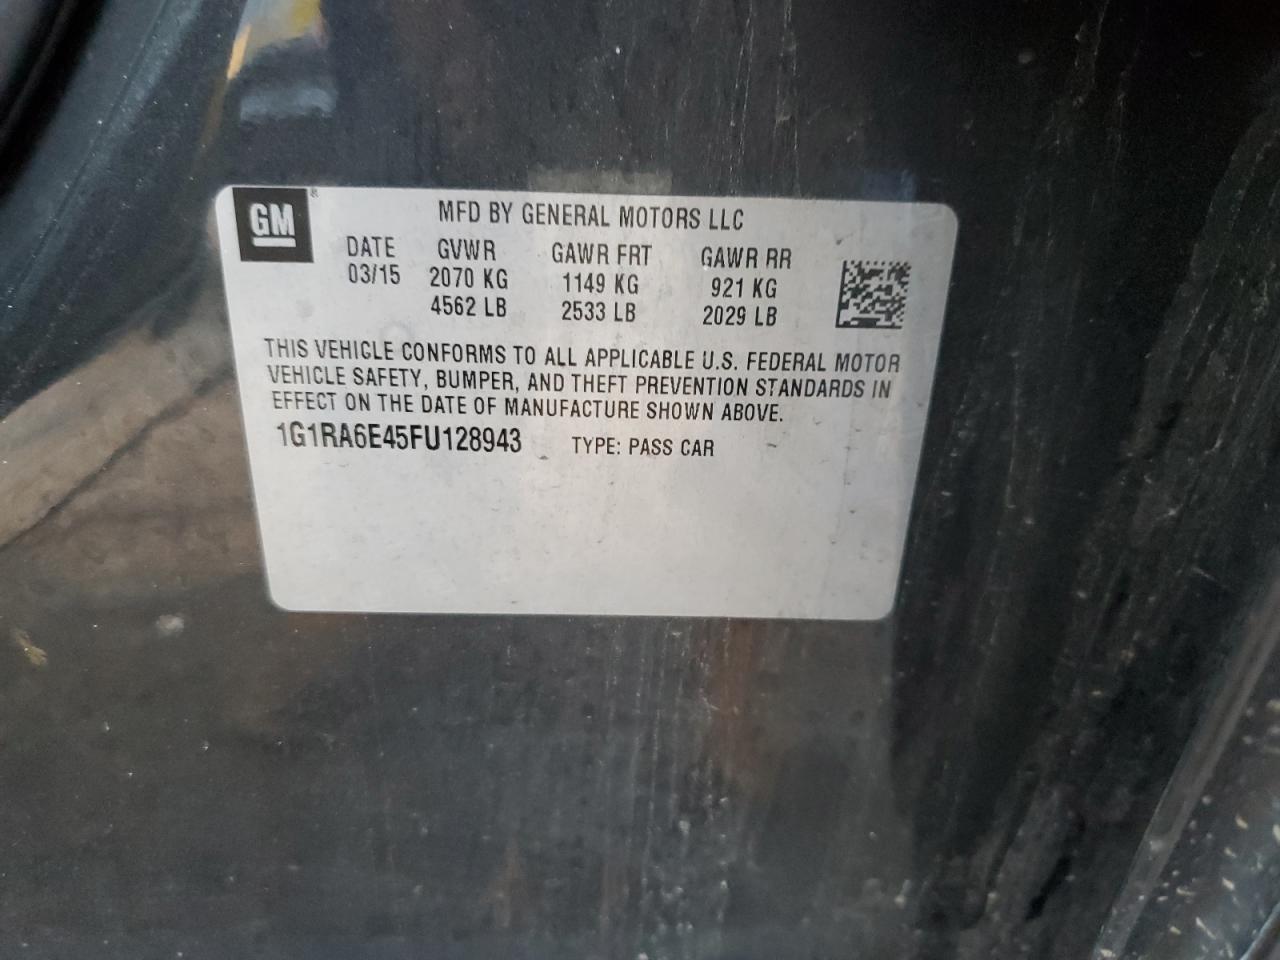 GM ®
MFD BY GENERAL MOTORS LLC
DATE GVWR GAWR FRT GAWR RR
03/15 2070 KG 1149 KG 921 KG
4562 LB 2533 LB 2029 LB
THIS VEHICLE CONFORMS TO ALL APPLICABLE U.S. FEDERAL MOTOR
VEHICLE SAFETY, BUMPER, AND THEFT PREVENTION STANDARDS IN
EFFECT ON THE DATE OF MANUFACTURE SHOWN ABOVE.
1G1RA6E45FU128943 TYPE: PASS CAR